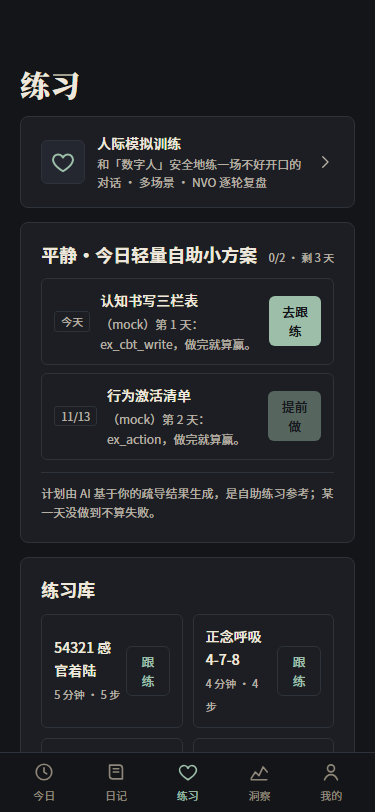 练习
人际模拟训练
和「数字人」安全地练一场不好开口的
对话 · 多场景 · NVO 逐轮复盘
平静·今日轻量自助小方案 0/2 · 剩 3 天
认知书写三栏表
今天
（mock）第 1 天：
ex_cbt_write，做完就算赢。
去跟
练
行为激活清单
11/13
（mock）第 2 天：
ex_action，做完就算赢。
提前
做
计划由 AI 基于你的疏导结果生成，是自助练习参考；某
一天没做到不算失败。
练习库
54321 感
官着陆
5 分钟 · 5 步
跟
练
正念呼吸
4-7-8
4 分钟 · 4
步
跟
练
今日 日记 练习 洞察 我的